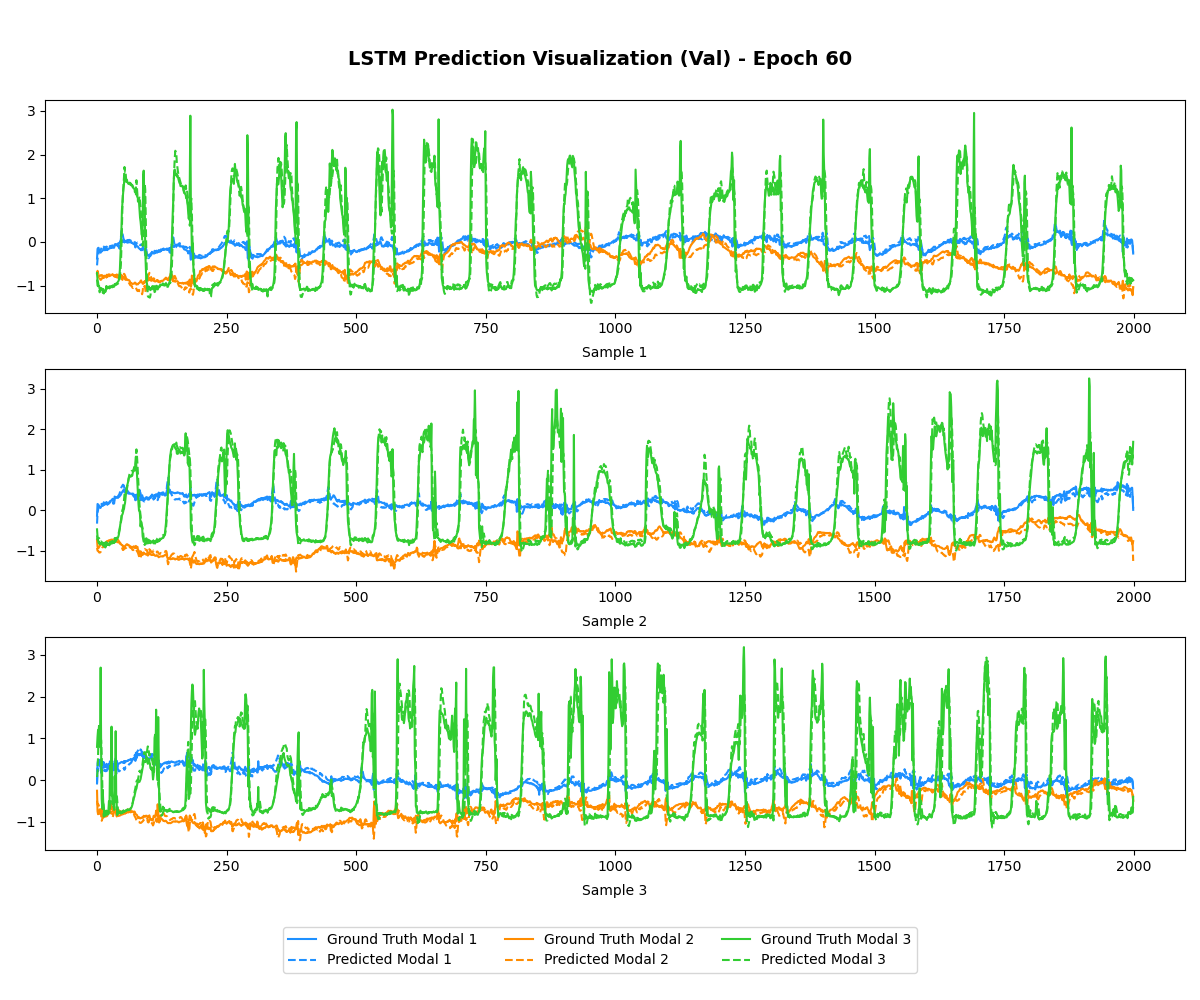 LSTM Prediction Visualization (Val) - Epoch 60
3
2
1
0
−1
0 250 500 750 1000 1250 1500 1750 2000
Sample 1
3
2
1
0
−1
0 250 500 750 1000 1250 1500 1750 2000
Sample 2
3
2
1
0
−1
0 250 500 750 1000 1250 1500 1750 2000
Sample 3
Ground Truth Modal 1 Ground Truth Modal 2 Ground Truth Modal 3
Predicted Modal 1 Predicted Modal 2 Predicted Modal 3